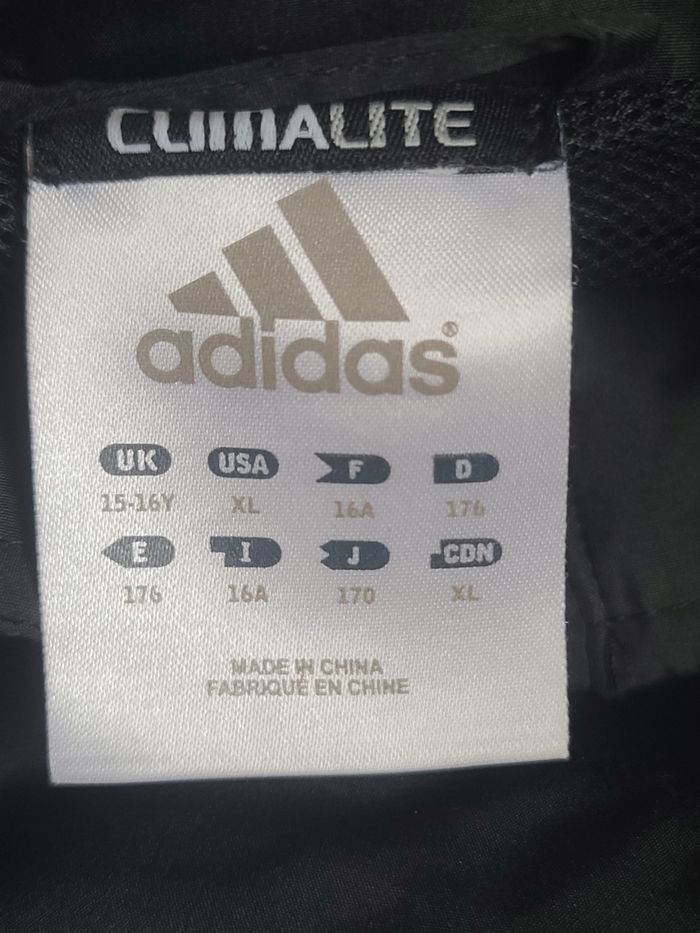 CLIMALITE
adidas®
UK USA F D
15-16Y XL 16A 176
E I J CDN
176 16A 170 XL
MADE IN CHINA
FABRIQUÉ EN CHINE